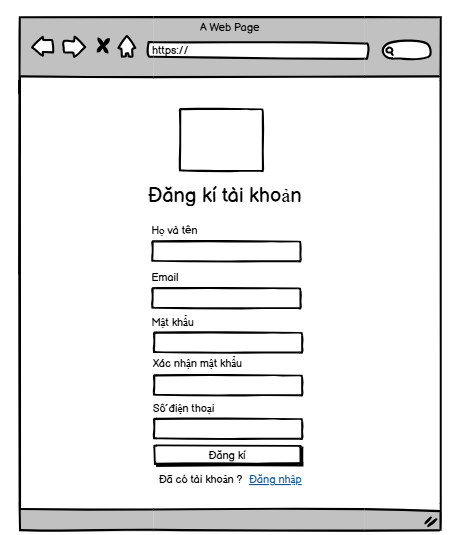 A Web Page
https://
Đăng kí tài khoản
Họ và tên
Email
Mật khẩu
Xác nhận mật khẩu
Số điện thoại
Đăng kí
Đã có tài khoản ? Đăng nhập